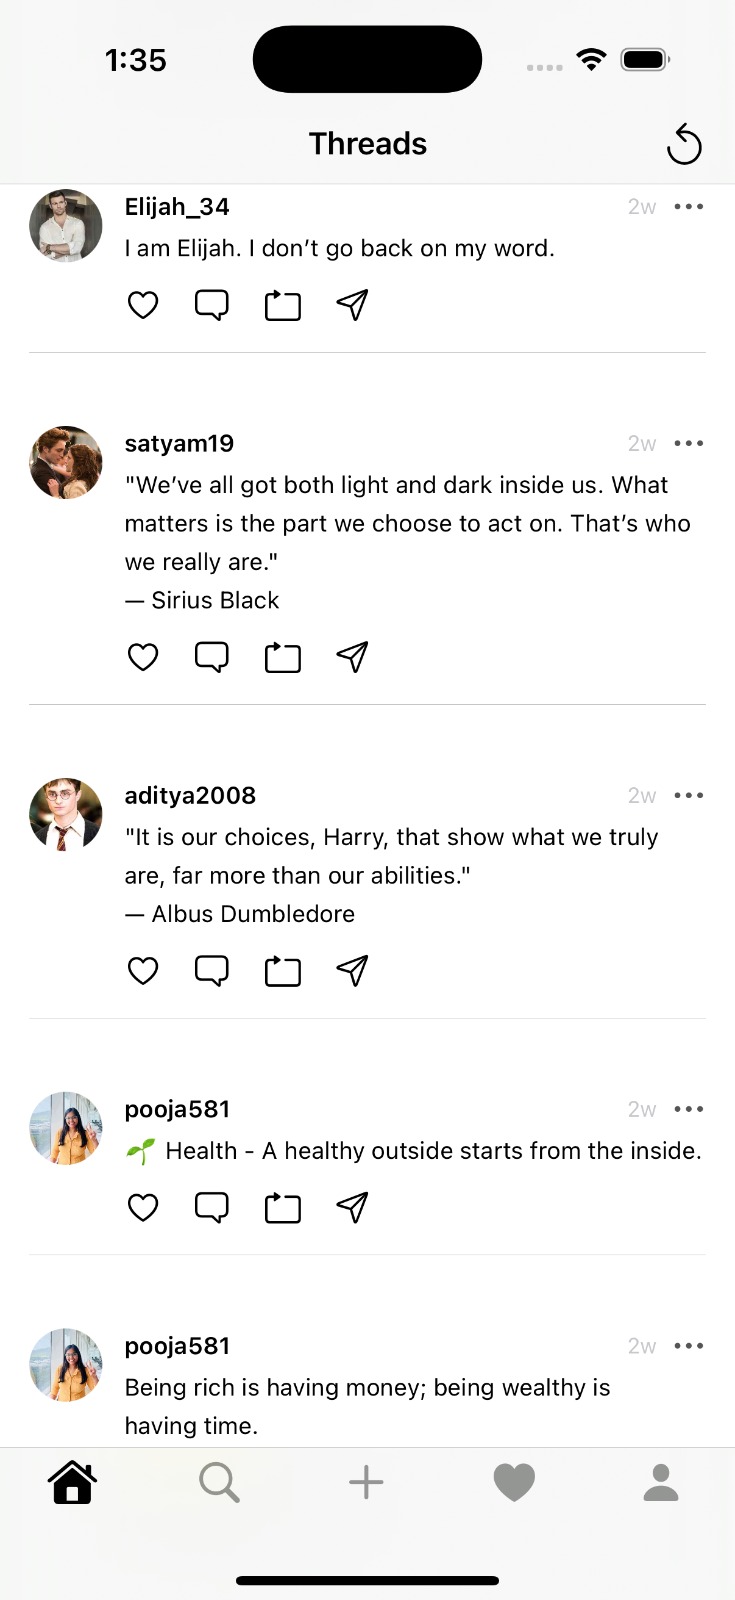 1:35
Threads
Elijah_34 2w
I am Elijah. I don’t go back on my word.
satyam19 2w
"We’ve all got both light and dark inside us. What
matters is the part we choose to act on. That’s who
we really are."
— Sirius Black
aditya2008 2w
"It is our choices, Harry, that show what we truly
are, far more than our abilities."
— Albus Dumbledore
pooja581 2w
🌱 Health - A healthy outside starts from the inside.
pooja581 2w
Being rich is having money; being wealthy is
having time.